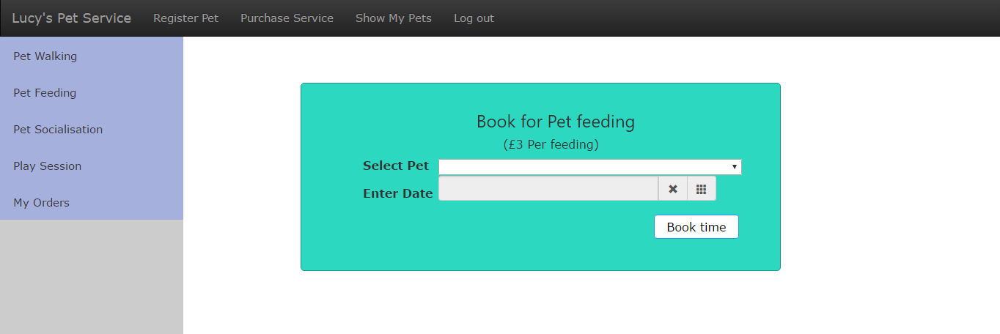 Lucy's Pet Service Register Pet Purchase Service Show My Pets Log out
Pet Walking
Pet Feeding
Pet Socialisation
Play Session
My Orders
Book for Pet feeding
(£3 Per feeding)
Select Pet
Enter Date
Book time